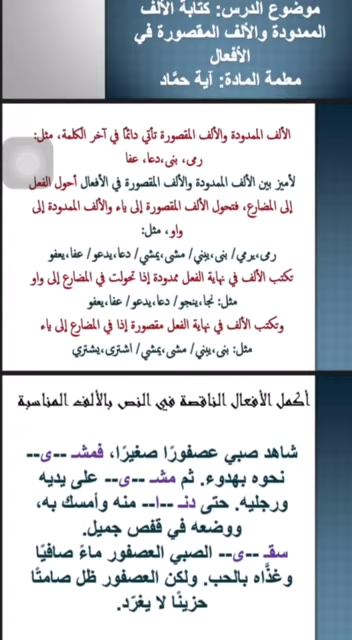 موضوع الدرس: كتابة الألف
الممدودة والألف المقصورة في
الأفعال
معلمة المادة: آية حمَّاد
الألف الممدودة والألف المقصورة تأتي دائمًا في آخر الكلمة، مثل:
رمى، بنى،دعا، عفا
لأميز بين الألف الممدودة والألف المقصورة في الأفعال أحول الفعل
إلى المضارع، فتحول الألف المقصورة إلى ياء والألف الممدودة إلى
واو، مثل:
رمى،يرمي/ بنى،يبني/ مشى،يمشي/ دعا،يدعو/ عفا،يعفو
تكتب الألف في نهاية الفعل ممدودة إذا تحولت في المضارع إلى واو
مثل: نجا،ينجو/ دعا،يدعو/ عفا،يعفو
وتكتب الألف في نهاية الفعل مقصورة إذا في المضارع إلى ياء
مثل: بنى،يبني/ مشى،يمشي/ اشترى،يشتري
أكمل الأفعال الناقصة في النص بالألف المناسبة
شاهد صبي عصفورًا صغيرًا، فمشـ --ى--
نحوه بهدوء. ثم مشـ --ى-- على يديه
ورجليه. حتى دنـ --ا-- منه وأمسك به،
ووضعه في قفص جميل.
سقـ --ى-- الصبي العصفور ماءً صافيًا
وغذَّاه بالحب. ولكن العصفور ظل صامتًا
حزينًا لا يغرّد.